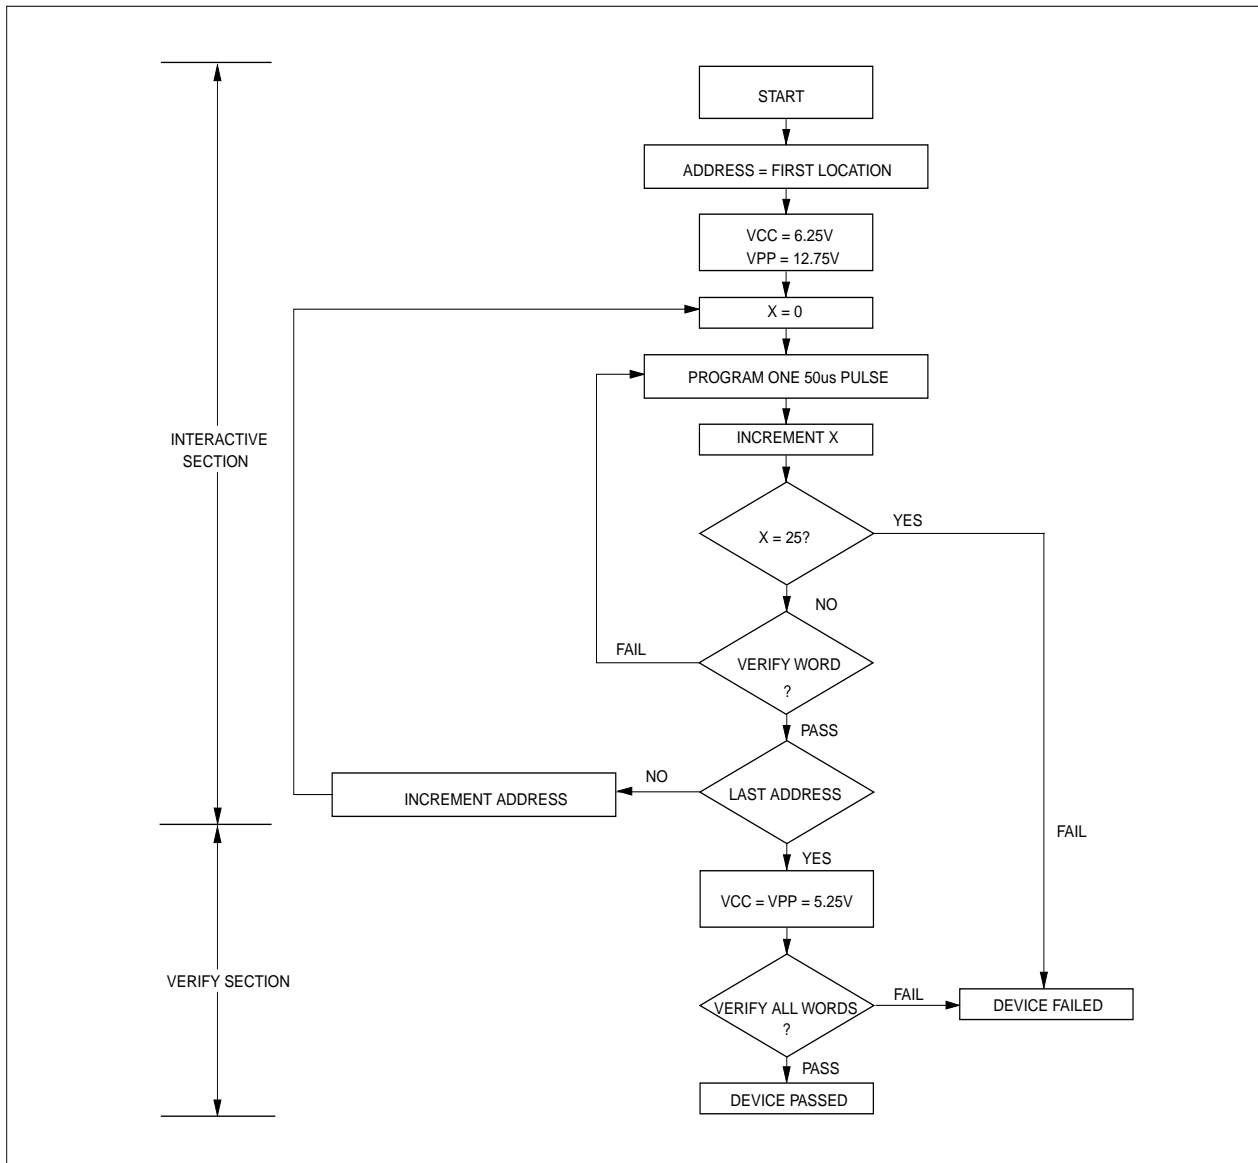 START
ADDRESS = FIRST LOCATION
VCC = 6.25V
VPP = 12.75V
X = 0
PROGRAM ONE 50us PULSE
INTERACTIVE
SECTION
INCREMENT X
X = 25?
YES
NO
FAIL
VERIFY WORD
?
PASS
NO
INCREMENT ADDRESS
LAST ADDRESS
FAIL
YES
VCC = VPP = 5.25V
VERIFY SECTION
VERIFY ALL WORDS
?
FAIL
DEVICE FAILED
PASS
DEVICE PASSED